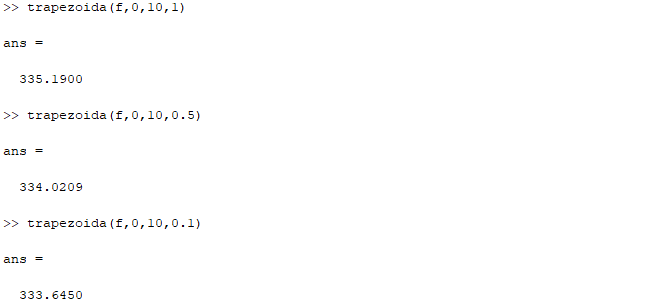 >> trapezoida(f,0,10,1)
ans =
335.1900
>> trapezoida(f,0,10,0.5)
ans =
334.0209
>> trapezoida(f,0,10,0.1)
ans =
333.6450